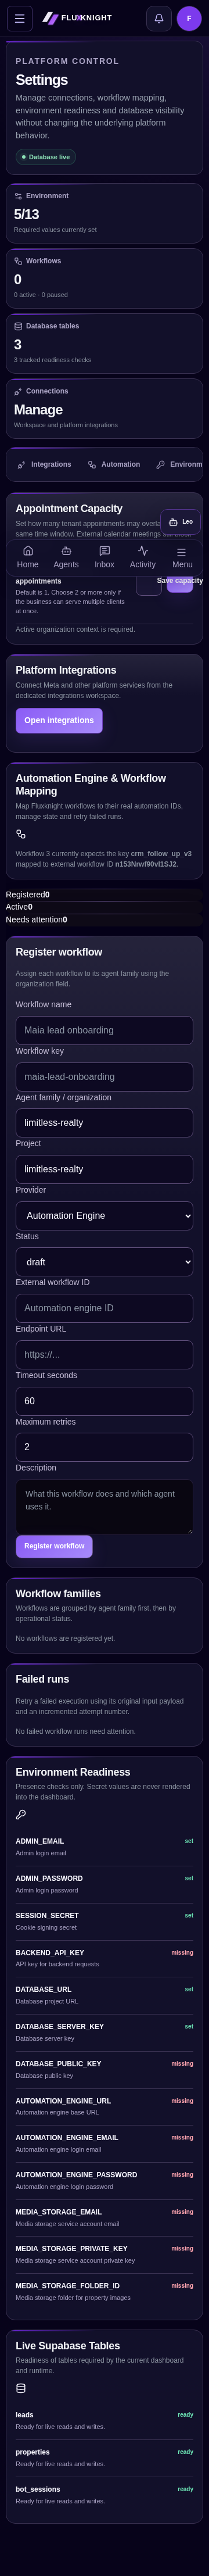 FLUXKNIGHT
F
PLATFORM CONTROL
Settings
Manage connections, workflow mapping,
environment readiness and database visibility
without changing the underlying platform
behavior.
Database live
Environment
5/13
Required values currently set
Workflows
0
0 active · 0 paused
Database tables
3
3 tracked readiness checks
Connections
Manage
Workspace and platform integrations
Integrations
Automation
Environm
Appointment Capacity
Set how many tenant appointments may overla
same time window. External calendar meetings still block
Leo
Home
Agents
Inbox
Activity
Menu
appointments
Default is 1. Choose 2 or more only if
the business can serve multiple clients
at once.
Save capacity
Active organization context is required.
Platform Integrations
Connect Meta and other platform services from the
dedicated integrations workspace.
Open integrations
Automation Engine & Workflow
Mapping
Map Fluxknight workflows to their real automation IDs,
manage state and retry failed runs.
Workflow 3 currently expects the key crm_follow_up_v3
mapped to external workflow ID n153Nrwf90vI1SJ2.
Registered0
Active0
Needs attention0
Register workflow
Assign each workflow to its agent family using the
organization field.
Workflow name
Maia lead onboarding
Workflow key
maia-lead-onboarding
Agent family / organization
limitless-realty
Project
limitless-realty
Provider
Automation Engine
Status
draft
External workflow ID
Automation engine ID
Endpoint URL
https://...
Timeout seconds
60
Maximum retries
2
Description
What this workflow does and which agent
uses it.
Register workflow
Workflow families
Workflows are grouped by agent family first, then by
operational status.
No workflows are registered yet.
Failed runs
Retry a failed execution using its original input payload
and an incremented attempt number.
No failed workflow runs need attention.
Environment Readiness
Presence checks only. Secret values are never rendered
into the dashboard.
ADMIN_EMAIL set
Admin login email
ADMIN_PASSWORD set
Admin login password
SESSION_SECRET set
Cookie signing secret
BACKEND_API_KEY missing
API key for backend requests
DATABASE_URL set
Database project URL
DATABASE_SERVER_KEY set
Database server key
DATABASE_PUBLIC_KEY missing
Database public key
AUTOMATION_ENGINE_URL missing
Automation engine base URL
AUTOMATION_ENGINE_EMAIL missing
Automation engine login email
AUTOMATION_ENGINE_PASSWORD missing
Automation engine login password
MEDIA_STORAGE_EMAIL missing
Media storage service account email
MEDIA_STORAGE_PRIVATE_KEY missing
Media storage service account private key
MEDIA_STORAGE_FOLDER_ID missing
Media storage folder for property images
Live Supabase Tables
Readiness of tables required by the current dashboard
and runtime.
leads ready
Ready for live reads and writes.
properties ready
Ready for live reads and writes.
bot_sessions ready
Ready for live reads and writes.